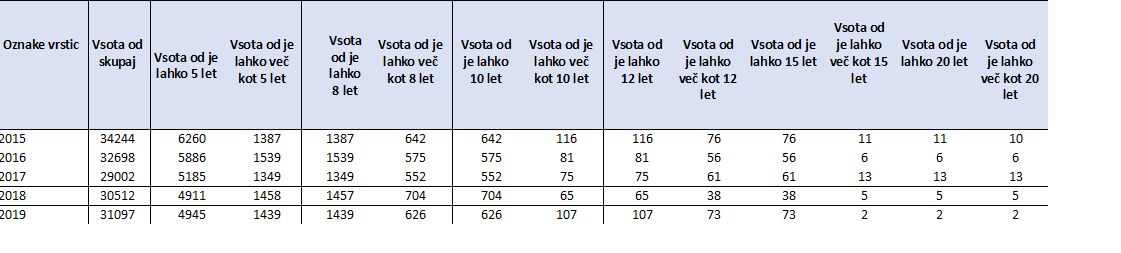 Oznake vrstic Vsota od skupaj Vsota od je lahko 5 let Vsota od je lahko več kot 5 let Vsota od je lahko 8 let Vsota od je lahko več kot 8 let Vsota od je lahko 10 let Vsota od je lahko več kot 10 let Vsota od je lahko 12 let Vsota od je lahko več kot 12 let Vsota od je lahko 15 let Vsota od je lahko več kot 15 let Vsota od je lahko 20 let Vsota od je lahko več kot 20 let
2015 34244 6260 1387 1387 642 642 116 116 76 76 11 11 10
2016 32698 5886 1539 1539 575 575 81 81 56 56 6 6 6
2017 29002 5185 1349 1349 552 552 75 75 61 61 13 13 13
2018 30512 4911 1458 1457 704 704 65 65 38 38 5 5 5
2019 31097 4945 1439 1439 626 626 107 107 73 73 2 2 2